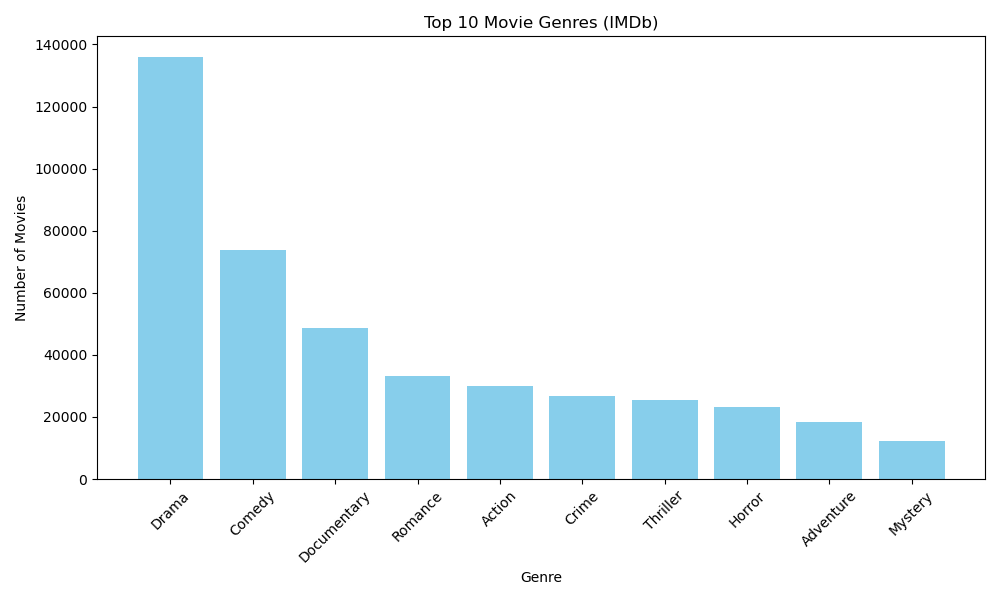 Top 10 Movie Genres (IMDb)
Number of Movies
140000
120000
100000
80000
60000
40000
20000
0
Drama
Comedy
Documentary
Romance
Action
Crime
Thriller
Horror
Adventure
Mystery
Genre